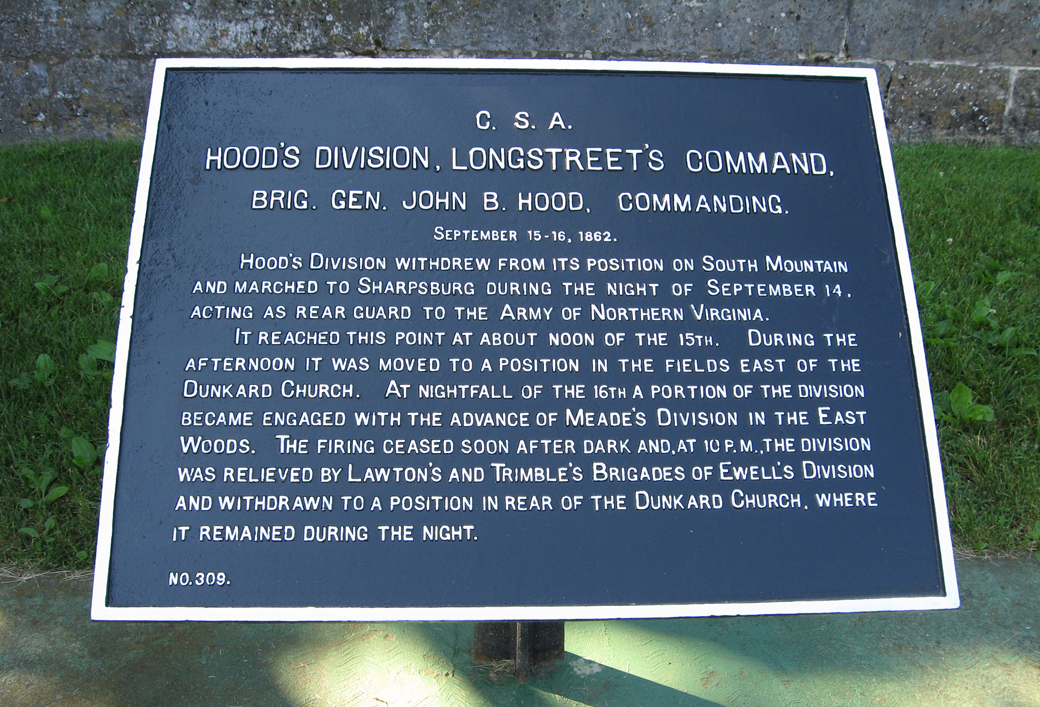 C. S. A.
HOOD'S DIVISION, LONGSTREET'S COMMAND,
BRIG. GEN. JOHN B. HOOD, COMMANDING.
SEPTEMBER 15-16, 1862.
HOOD'S DIVISION WITHDREW FROM ITS POSITION ON SOUTH MOUNTAIN
AND MARCHED TO SHARPSBURG DURING THE NIGHT OF SEPTEMBER 14,
ACTING AS REAR GUARD TO THE ARMY OF NORTHERN VIRGINIA.
IT REACHED THIS POINT AT ABOUT NOON OF THE 15TH. DURING THE
AFTERNOON IT WAS MOVED TO A POSITION IN THE FIELDS EAST OF THE
DUNKARD CHURCH. AT NIGHTFALL OF THE 16TH A PORTION OF THE DIVISION
BECAME ENGAGED WITH THE ADVANCE OF MEADE'S DIVISION IN THE EAST
WOODS. THE FIRING CEASED SOON AFTER DARK AND, AT 10 P.M., THE DIVISION
WAS RELIEVED BY LAWTON'S AND TRIMBLE'S BRIGADES OF EWELL'S DIVISION
AND WITHDRAWN TO A POSITION IN REAR OF THE DUNKARD CHURCH, WHERE
IT REMAINED DURING THE NIGHT.
NO. 309.